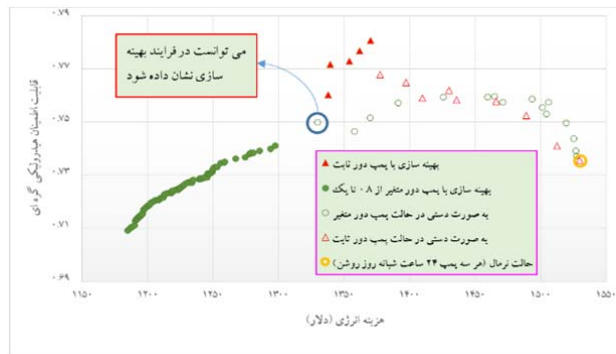 می توانست در فرایند بهینه
سازی نشان داده شود
۰.۷۹
۰.۷۷
۰.۷۵
۰.۷۳
۰.۷۱
۰.۶۹
قابلیت اطمینان هیدرولیکی گره ای
بهینه سازی با پمپ دور ثابت
بهینه سازی با پمپ دور متغیر از ۰.۸ تا یک
به صورت دستی در حالت پمپ دور متغیر
به صورت دستی در حالت پمپ دور ثابت
حالت نرمال (هر سه پمپ ۲۴ ساعت شبانه روز روشن)
۱۱۵۰ ۱۲۰۰ ۱۲۵۰ ۱۳۰۰ ۱۳۵۰ ۱۴۰۰ ۱۴۵۰ ۱۵۰۰ ۱۵۵۰
هزینه انرژی (دلار)